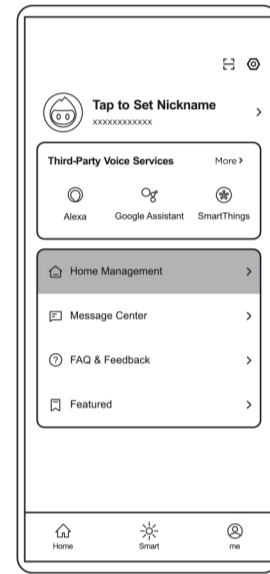 Tap to Set Nickname
xxxxxxxxxxxx
Third-Party Voice Services More
Alexa Google Assistant SmartThings
Home Management
Message Center
FAQ & Feedback
Featured
Home Smart me